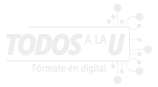 TODOS A LA U
Fórmate en digital